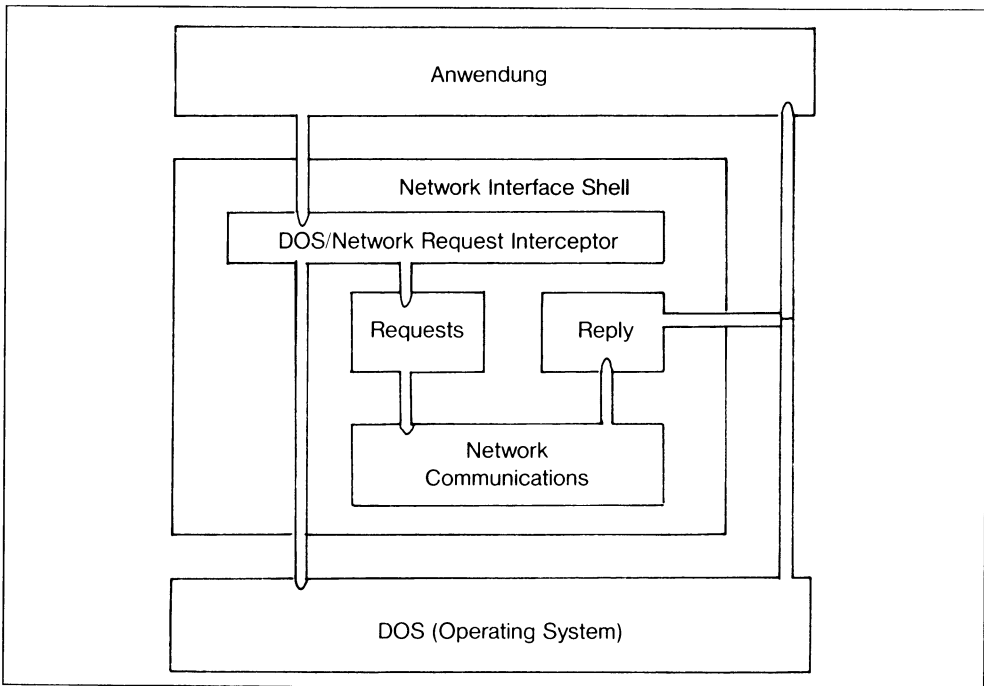 Anwendung
Network Interface Shell
DOS/Network Request Interceptor
Requests
Reply
Network
Communications
DOS (Operating System)